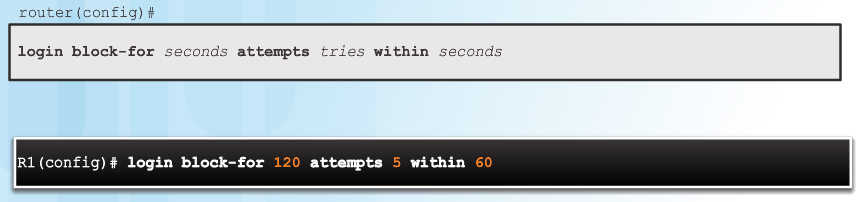 router(config)#
login block-for seconds attempts tries within seconds
R1(config)# login block-for 120 attempts 5 within 60